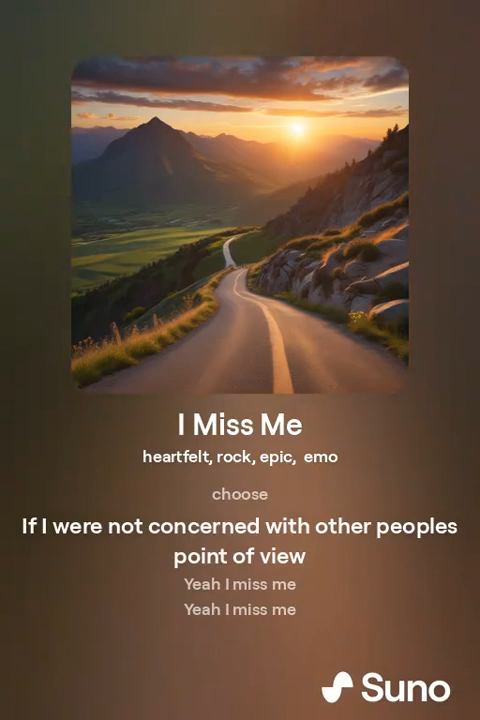 I Miss Me
heartfelt, rock, epic, emo
choose
If I were not concerned with other peoples
point of view
Yeah I miss me
Yeah I miss me
Suno